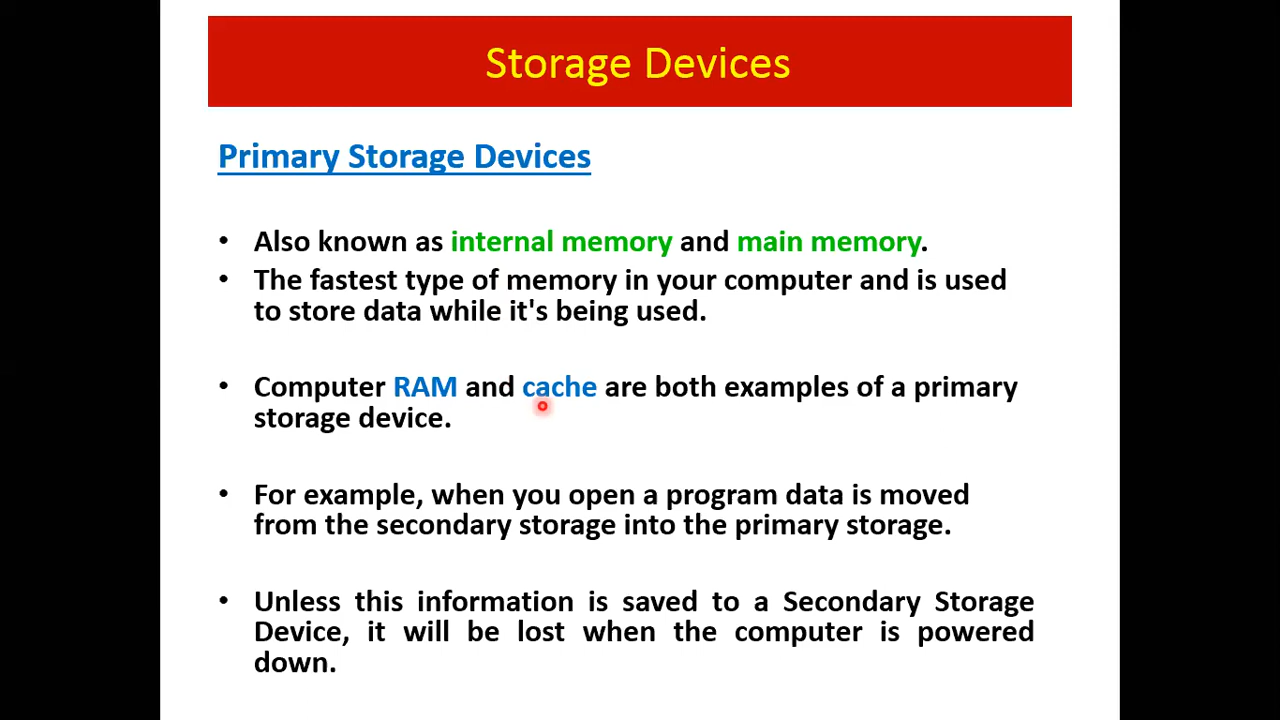 Storage Devices
Primary Storage Devices
• Also known as internal memory and main memory.
• The fastest type of memory in your computer and is used
to store data while it's being used.
• Computer RAM and cache are both examples of a primary
storage device.
• For example, when you open a program data is moved
from the secondary storage into the primary storage.
• Unless this information is saved to a Secondary Storage
Device, it will be lost when the computer is powered
down.